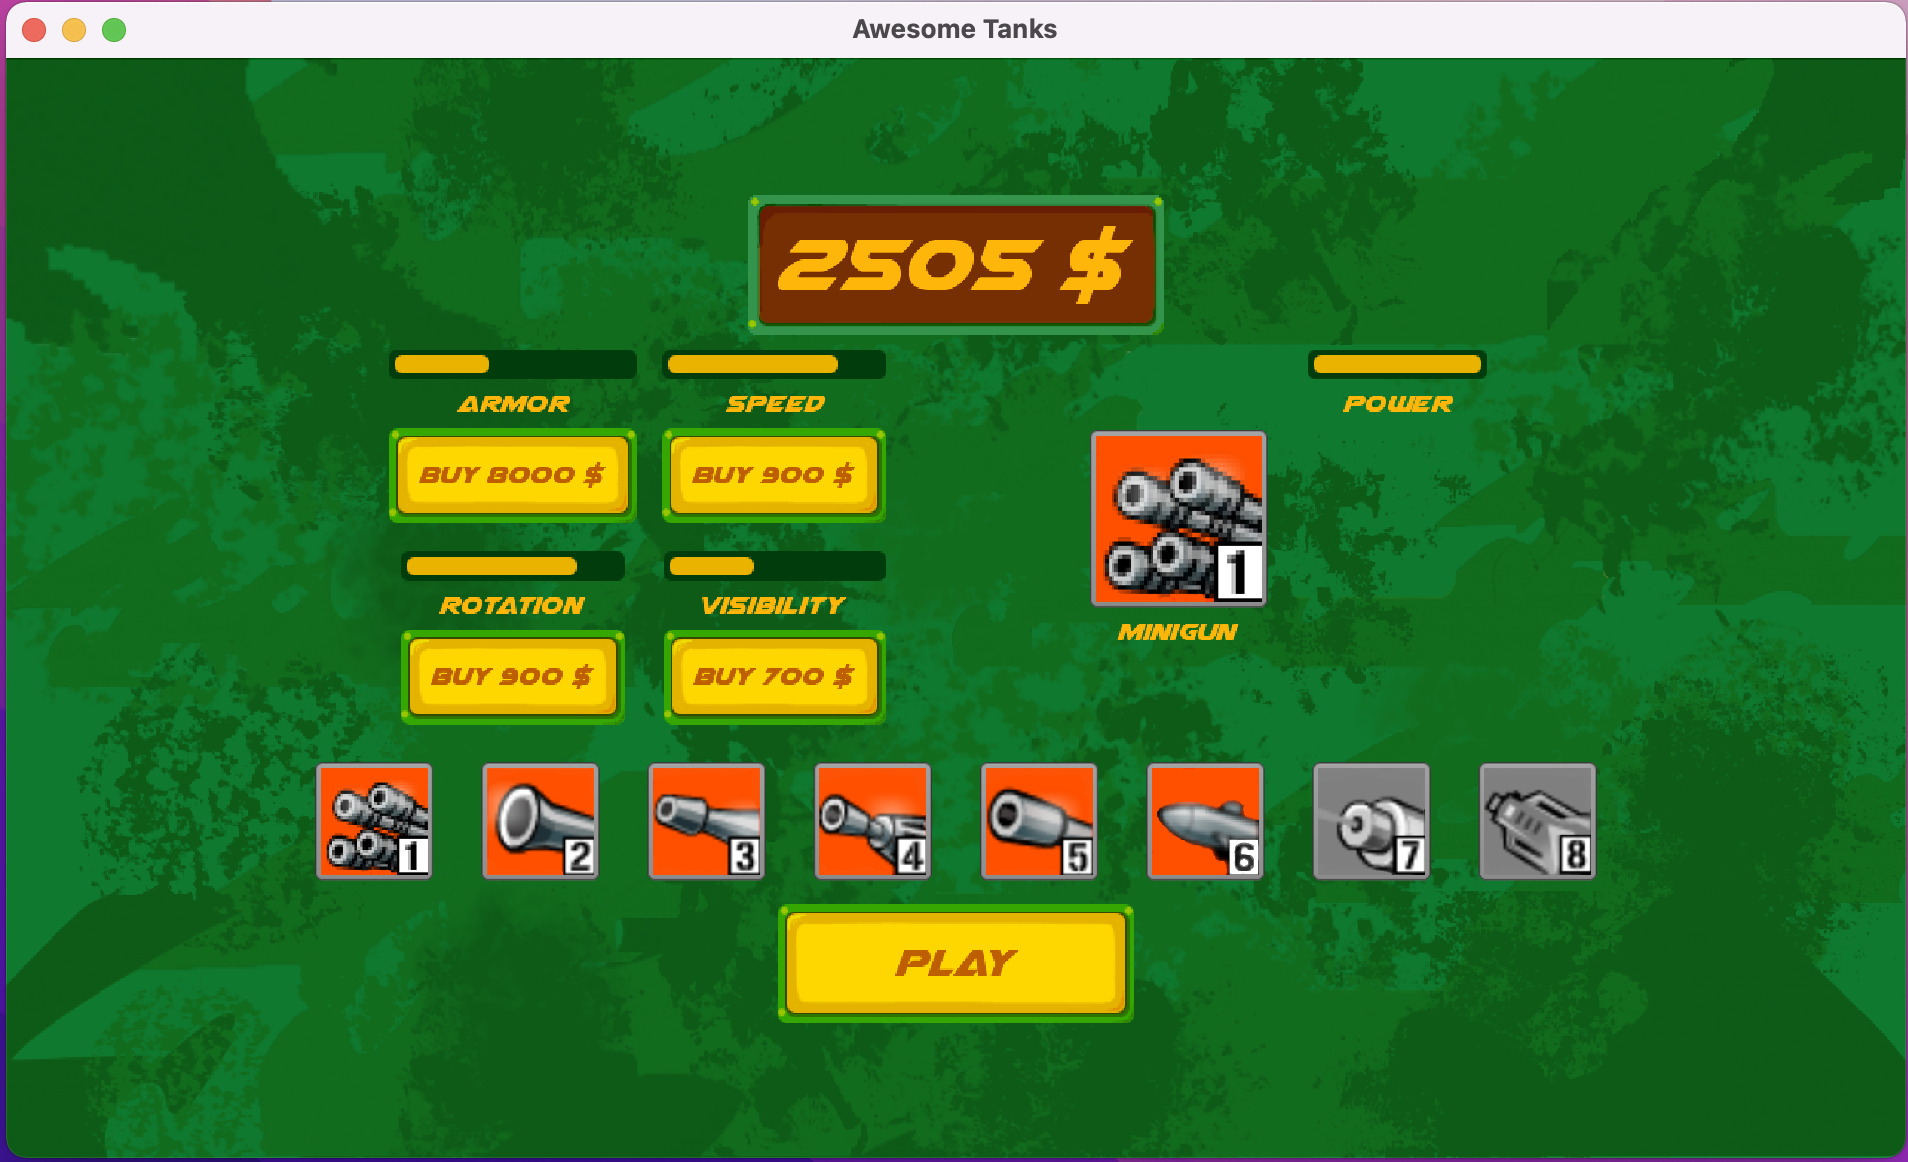 Awesome Tanks
2505 $
ARMOR
SPEED
POWER
BUY 8000 $
BUY 900 $
ROTATION
VISIBILITY
1
MINIGUN
BUY 900 $
BUY 700 $
1
2
3
4
5
6
7
8
PLAY